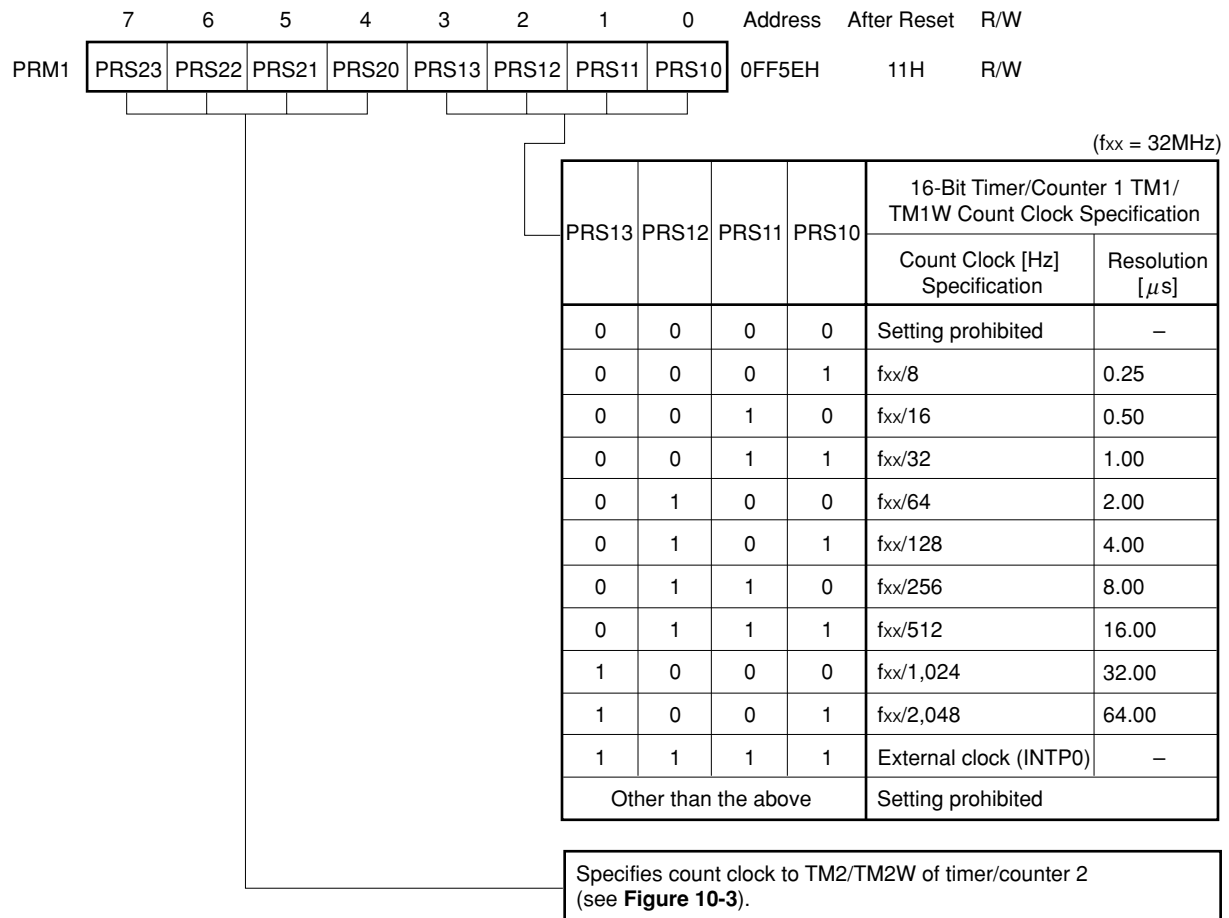 7 6 5 4 3 2 1 0 Address After Reset R/W
PRM1 PRS23 PRS22 PRS21 PRS20 PRS13 PRS12 PRS11 PRS10 0FF5EH 11H R/W
(fxx = 32MHz)
PRS13 PRS12 PRS11 PRS10
16-Bit Timer/Counter 1 TM1/
TM1W Count Clock Specification
Count Clock [Hz]
Specification
Resolution
[μs]
0 0 0 0 Setting prohibited –
0 0 0 1 fxx/8 0.25
0 0 1 0 fxx/16 0.50
0 0 1 1 fxx/32 1.00
0 1 0 0 fxx/64 2.00
0 1 0 1 fxx/128 4.00
0 1 1 0 fxx/256 8.00
0 1 1 1 fxx/512 16.00
1 0 0 0 fxx/1,024 32.00
1 0 0 1 fxx/2,048 64.00
1 1 1 1 External clock (INTP0) –
Other than the above Setting prohibited
Specifies count clock to TM2/TM2W of timer/counter 2
(see Figure 10-3).